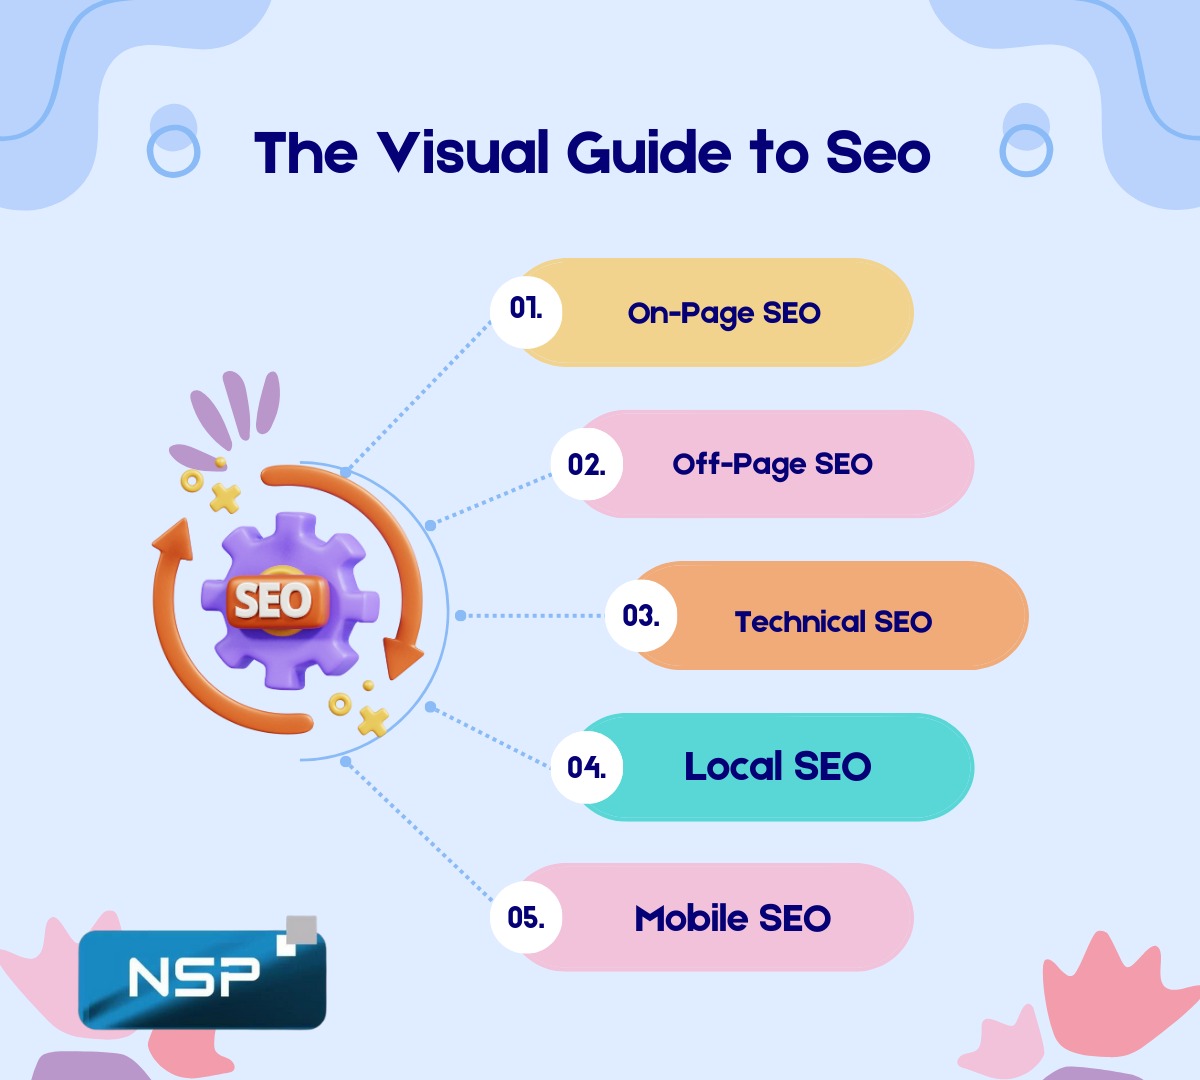 The Visual Guide to Seo
01.
On-Page SEO
02.
Off-Page SEO
SEO
03.
Technical SEO
04.
Local SEO
05.
Mobile SEO
NSP